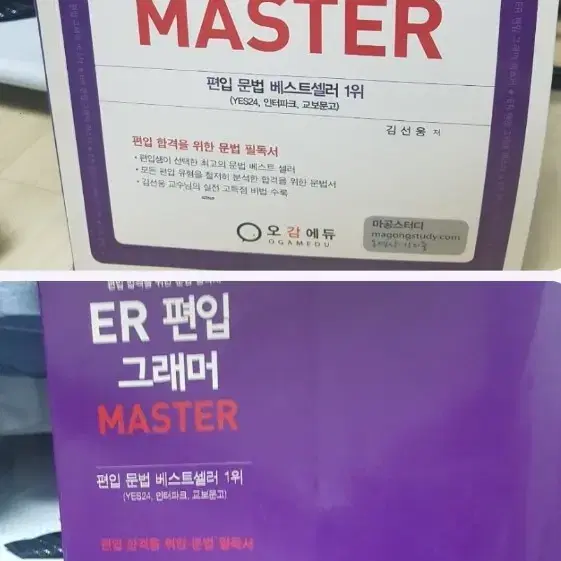 MASTER
편입 문법 베스트셀러 1위
(YES24, 인터파크, 교보문고)
김선웅 저
편입 합격을 위한 문법 필독서
• 편입생이 선택한 최고의 문법 베스트 셀러
• 모든 편입 유형을 철저히 분석한 합격을 위한 문법서
• 김선웅 교수님의 실전 고득점 비법 수록
오감에듀
OGAMEDU
마공스터디
magongstudy.com
편입 합격을 위한 문법 필독서
ER 편입
그래머
MASTER
편입 문법 베스트셀러 1위
(YES24, 인터파크, 교보문고)
편입 합격을 위한 문법 필독서